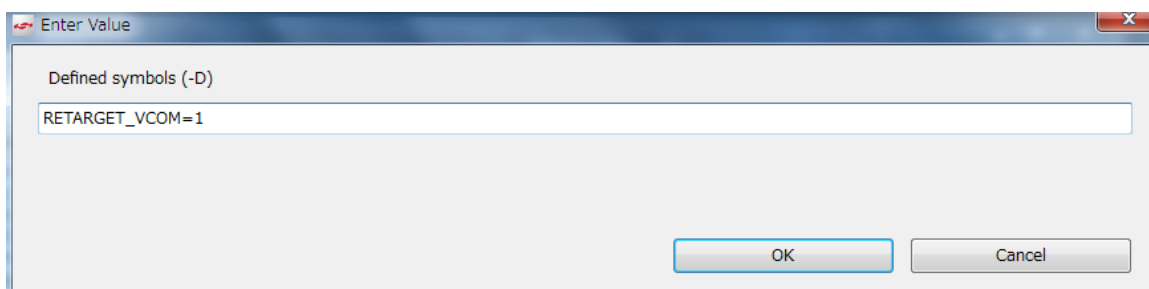 Enter Value
Defined symbols (-D)
RETARGET_VCOM=1
OK Cancel